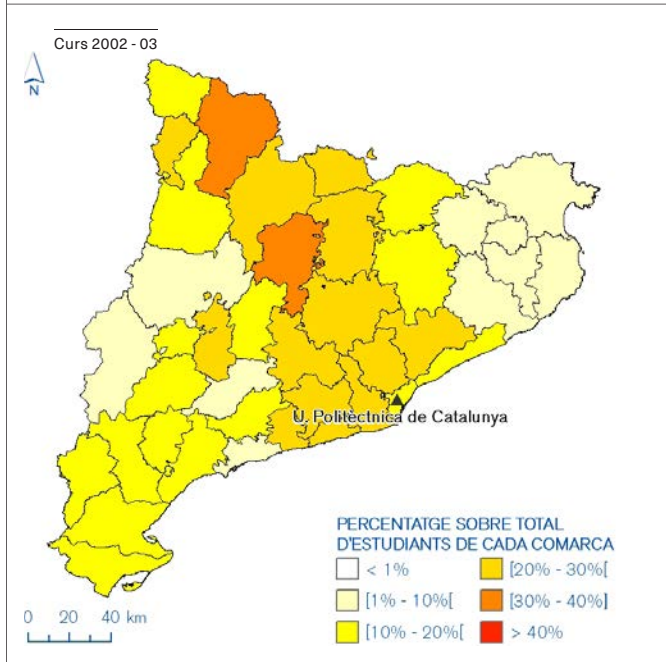 Curs 2002 - 03
N
U. Politècnica de Catalunya
PERCENTATGE SOBRE TOTAL
D'ESTUDIANTS DE CADA COMARCA
< 1%
[20% - 30%[
[1% - 10%[
[30% - 40%]
[10% - 20%[
> 40%
0 20 40 km